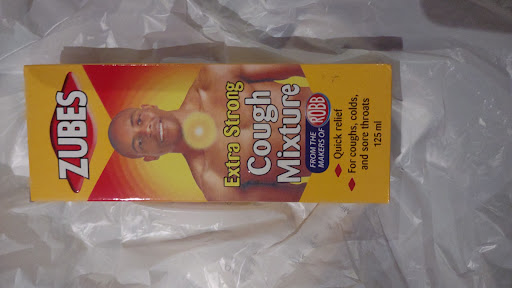 ZUBES
Extra Strong
Cough
Mixture
FROM THE
MAKERS OF
ROBB
◆ Quick relief
◆ For coughs, colds,
and sore throats
125 ml